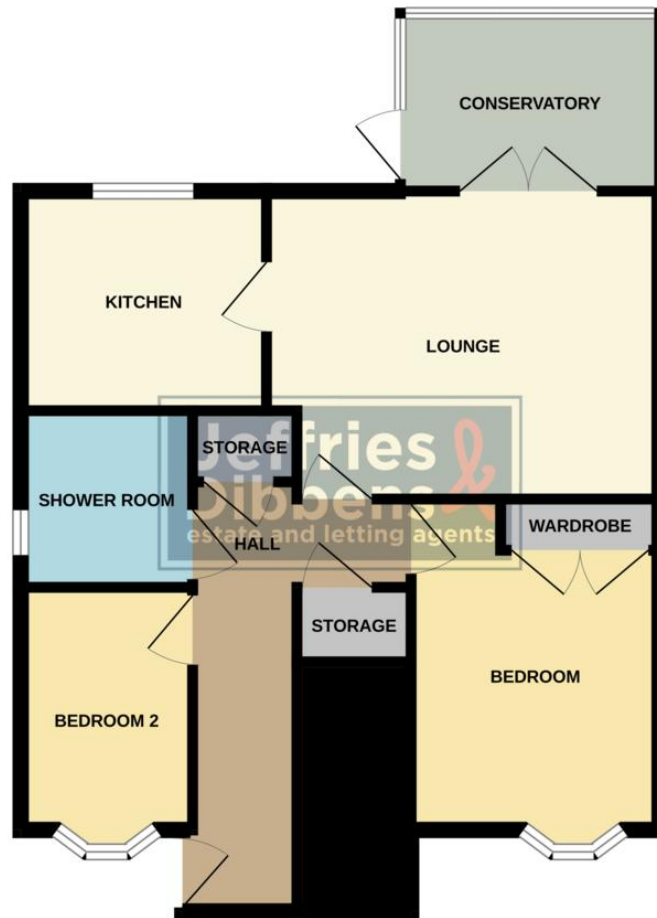 CONSERVATORY
KITCHEN
LOUNGE
Jeffries &
Dibbens
estate and letting agents
STORAGE
SHOWER ROOM
HALL
WARDROBE
STORAGE
BEDROOM
BEDROOM 2